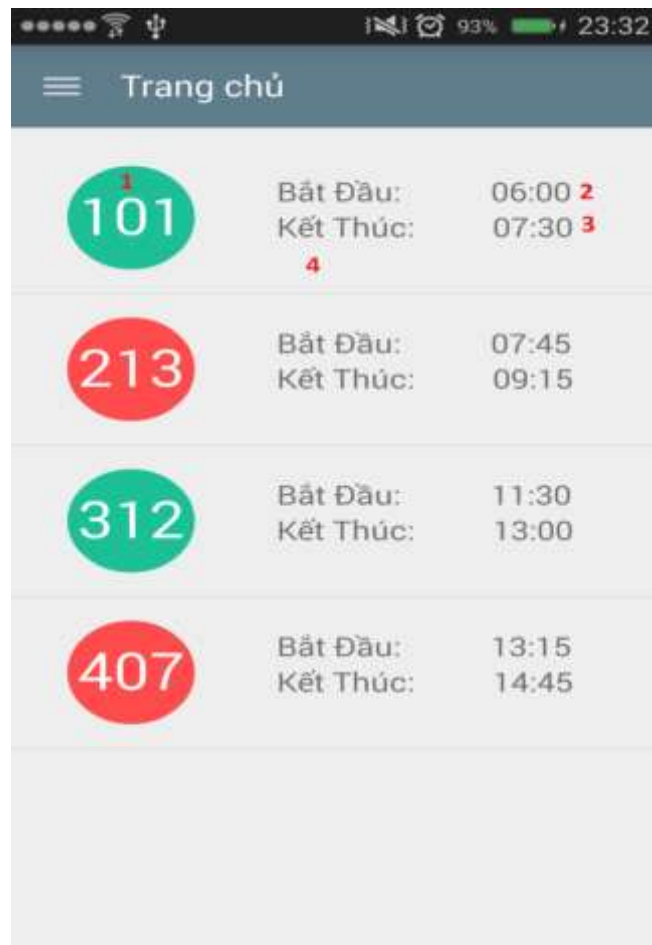 93% 23:32
Trang chủ
1
101
Bắt Đầu: 06:00 2
Kết Thúc: 07:30 3
4
213
Bắt Đầu: 07:45
Kết Thúc: 09:15
312
Bắt Đầu: 11:30
Kết Thúc: 13:00
407
Bắt Đầu: 13:15
Kết Thúc: 14:45